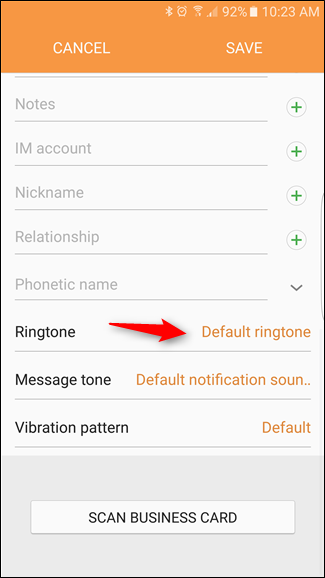 92% 10:23 AM
CANCEL SAVE
Notes
IM account
Nickname
Relationship
Phonetic name
Ringtone Default ringtone
Message tone Default notification soun..
Vibration pattern Default
SCAN BUSINESS CARD